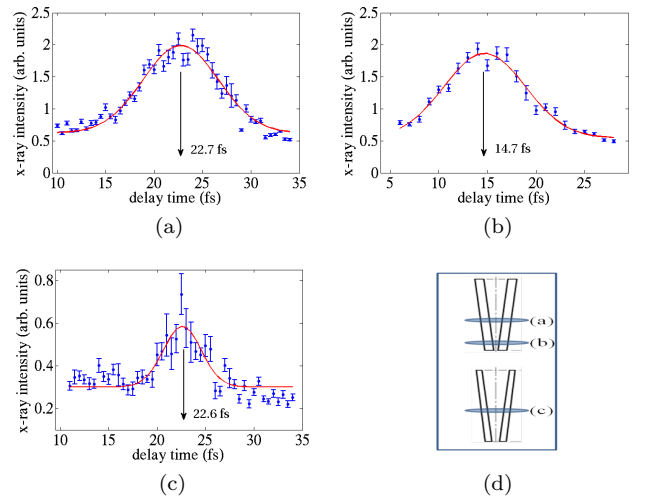 x-ray intensity (arb. units)
2.5
2
1.5
1
0.5
0
10 15 20 25 30 35
22.7 fs
delay time (fs)
(a)
x-ray intensity (arb. units)
2.5
2
1.5
1
0.5
0
5 10 15 20 25
14.7 fs
delay time (fs)
(b)
x-ray intensity (arb. units)
0.8
0.6
0.4
0.2
10 15 20 25 30 35
22.6 fs
delay time (fs)
(c)
(a)
(b)
(c)
(d)